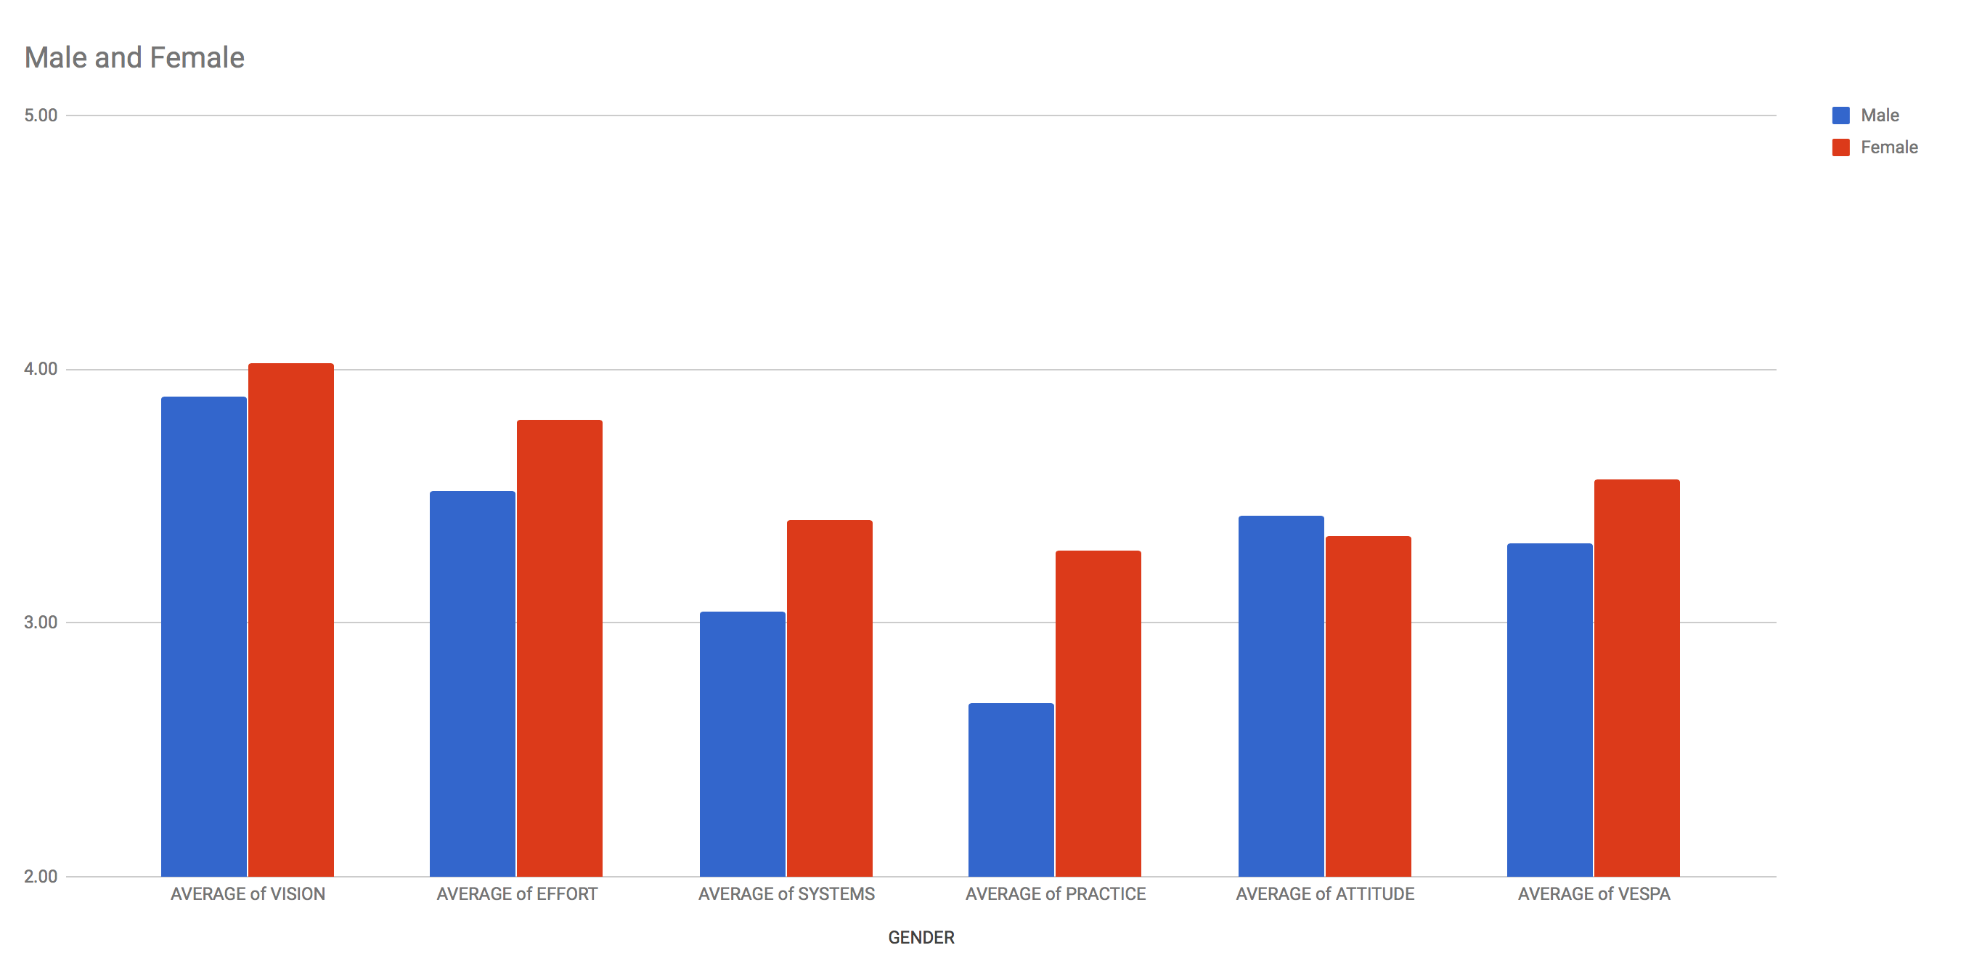 Male and Female
5.00
4.00
3.00
2.00
Male
Female
AVERAGE of VISION
AVERAGE of EFFORT
AVERAGE of SYSTEMS
AVERAGE of PRACTICE
AVERAGE of ATTITUDE
AVERAGE of VESPA
GENDER